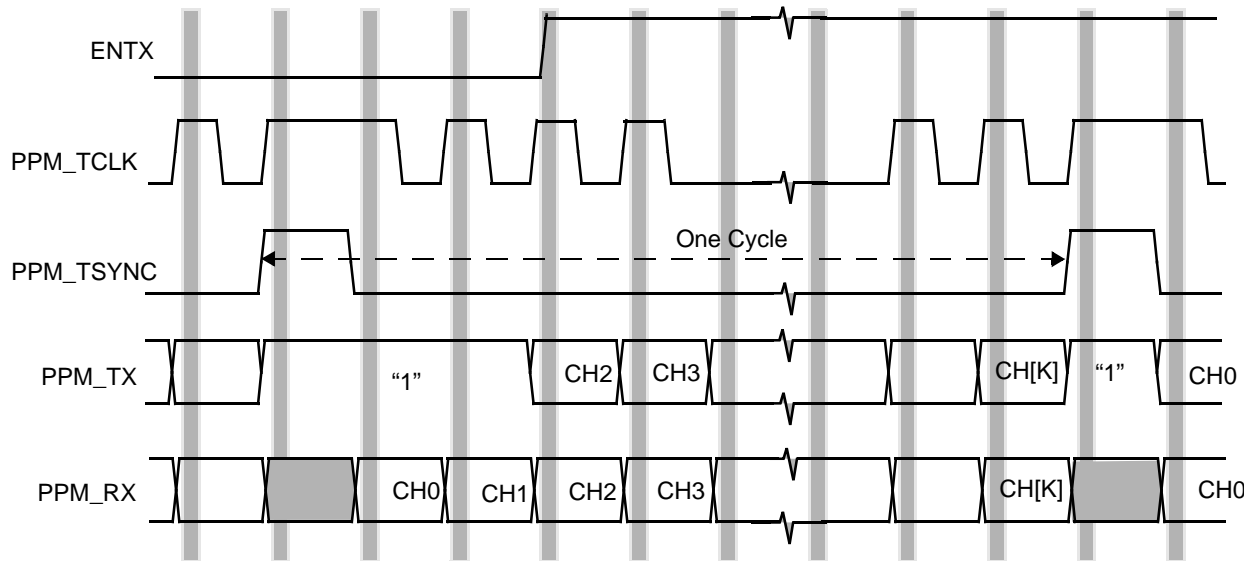 ENTX
PPM_TCLK
One Cycle
PPM_TSYNC
PPM_TX “1” CH2 CH3 CH[K] “1” CH0
PPM_RX CH0 CH1 CH2 CH3 CH[K] CH0